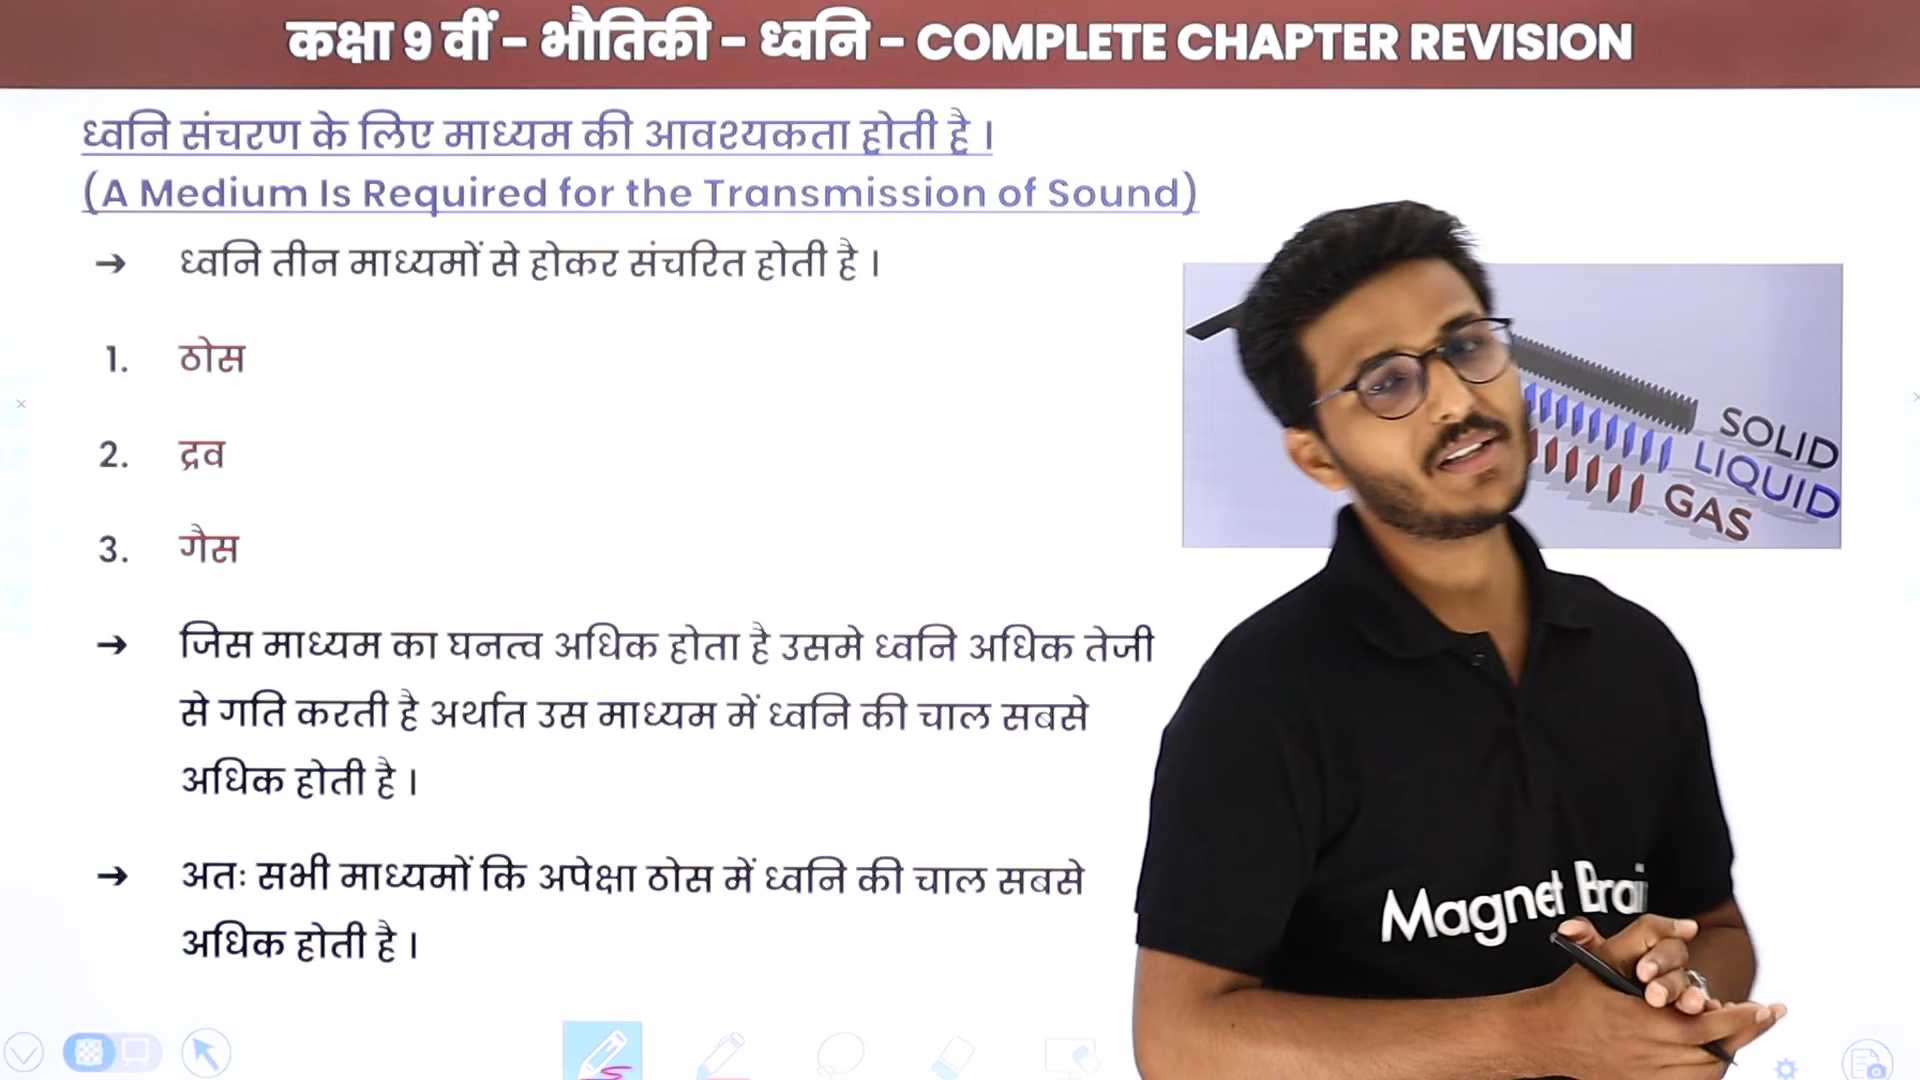 कक्षा 9 वीं - भौतिकी - ध्वनि - COMPLETE CHAPTER REVISION
ध्वनि संचरण के लिए माध्यम की आवश्यकता होती है ।
(A Medium Is Required for the Transmission of Sound)
→ ध्वनि तीन माध्यमों से होकर संचरित होती है ।
1. ठोस
2. द्रव
3. गैस
→ जिस माध्यम का घनत्व अधिक होता है उसमे ध्वनि अधिक तेजी
से गति करती है अर्थात उस माध्यम में ध्वनि की चाल सबसे
अधिक होती है ।
→ अतः सभी माध्यमों कि अपेक्षा ठोस में ध्वनि की चाल सबसे
अधिक होती है ।
SOLID
LIQUID
GAS
Magnet Brai